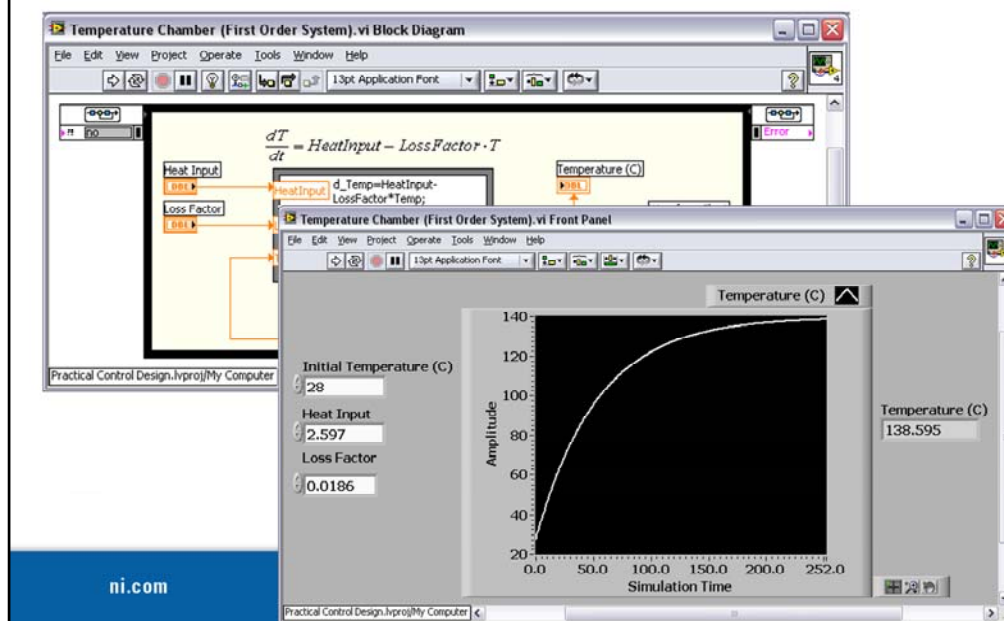 Temperature Chamber (First Order System).vi Block Diagram
File Edit View Project Operate Tools Window Help
13pt Application Font
4
no
Error
dT/dt = HeatInput − LossFactor · T
Heat Input
DBL
HeatInput
d_Temp=HeatInput-
LossFactor*Temp;
Temperature (C)
DBL
Loss Factor
DBL
Practical Control Design.lvproj/My Computer
Temperature Chamber (First Order System).vi Front Panel
File Edit View Project Operate Tools Window Help
13pt Application Font
Temperature (C)
Initial Temperature (C)
28
Heat Input
2.597
Loss Factor
0.0186
Amplitude
140
120
100
80
60
40
20
0.0 50.0 100.0 150.0 200.0 252.0
Simulation Time
Temperature (C)
138.595
Practical Control Design.lvproj/My Computer
ni.com